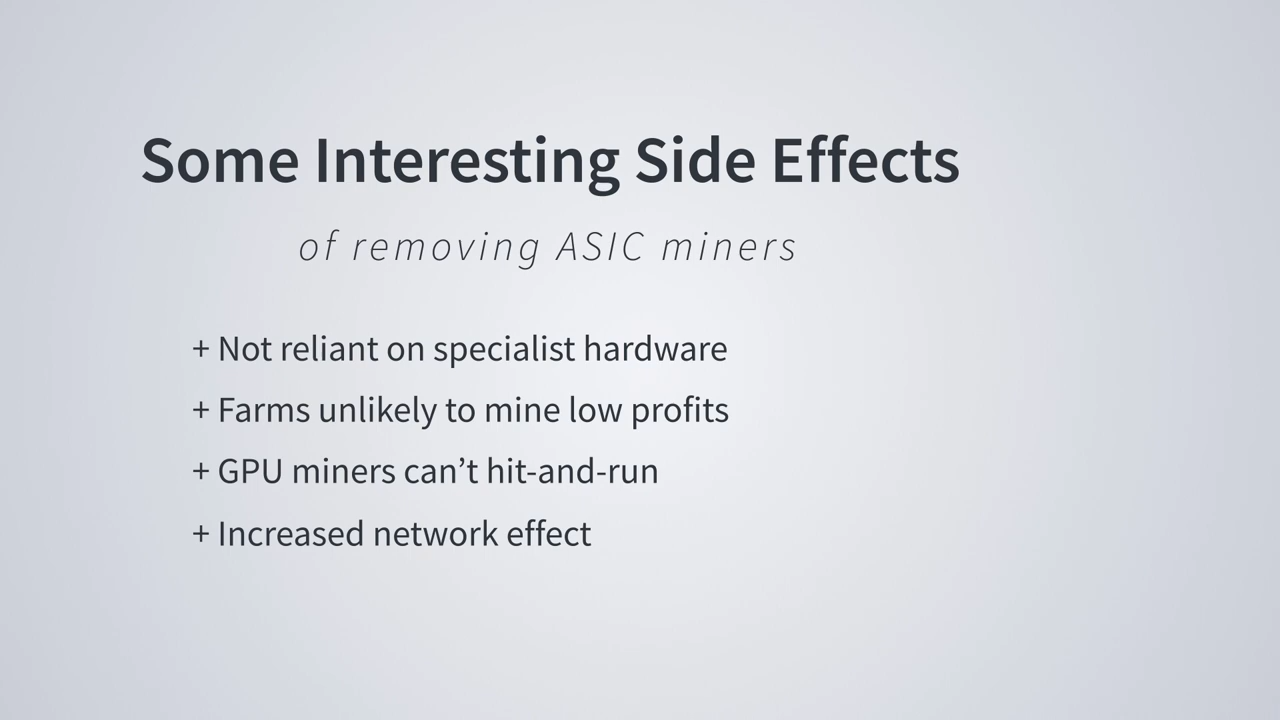 Some Interesting Side Effects
of removing ASIC miners
+ Not reliant on specialist hardware
+ Farms unlikely to mine low profits
+ GPU miners can’t hit-and-run
+ Increased network effect